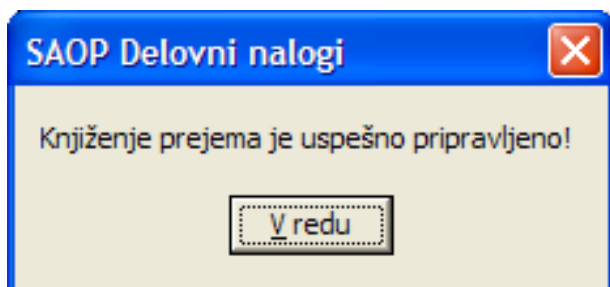 SAOP Delovni nalogi
Knjiženje prejema je uspešno pripravljeno!
V redu